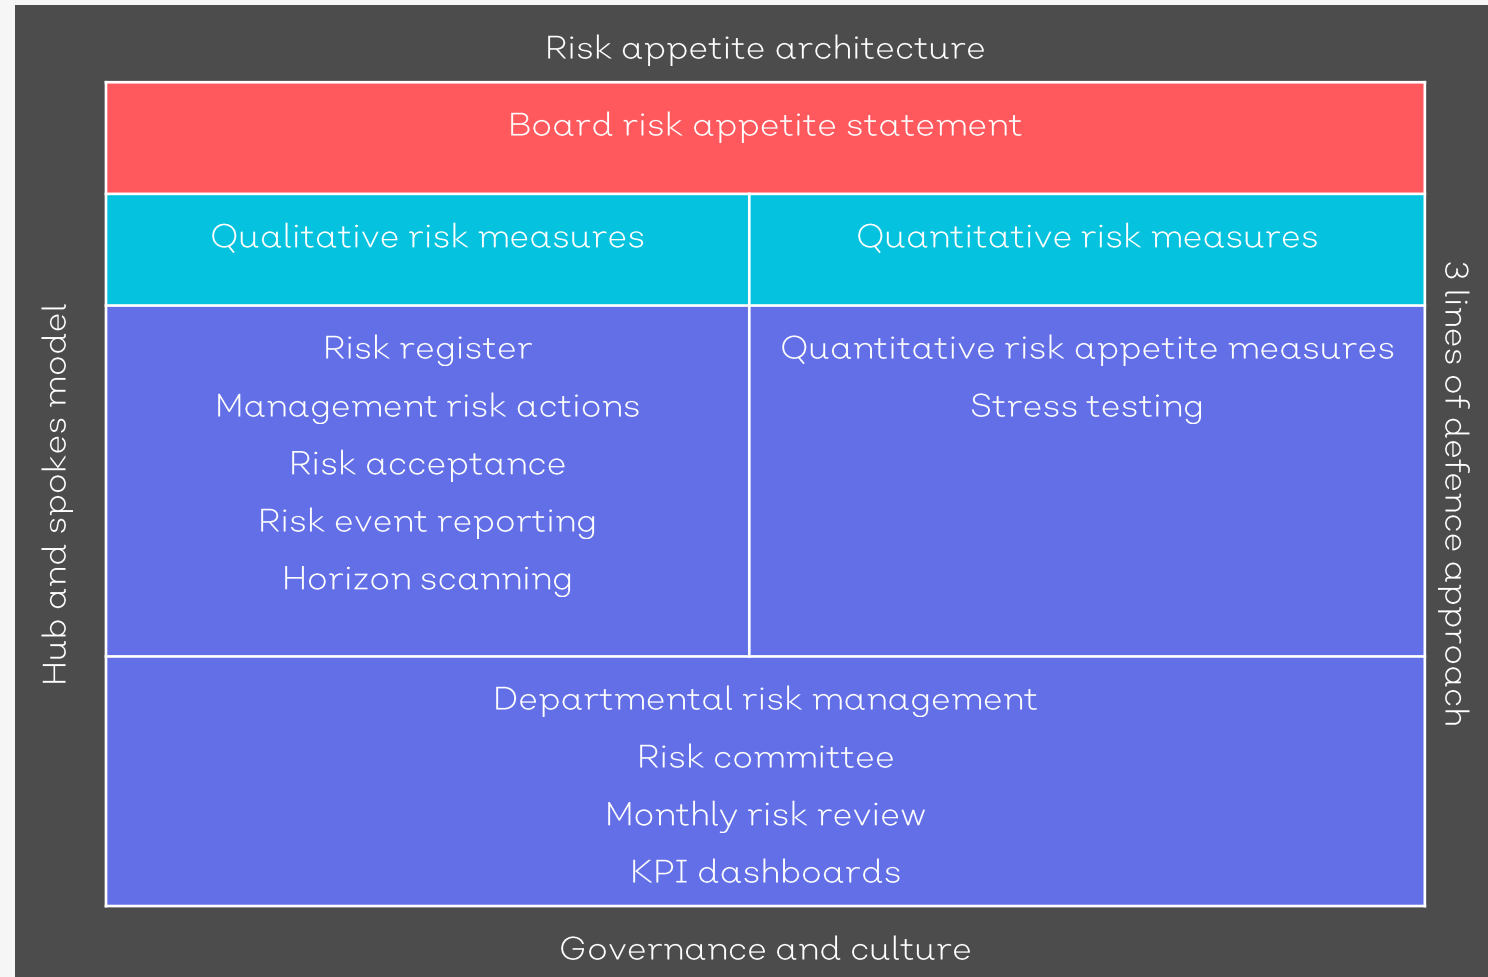 Risk appetite architecture
Board risk appetite statement
Qualitative risk measures
Quantitative risk measures
Risk register
Management risk actions
Risk acceptance
Risk event reporting
Horizon scanning
Quantitative risk appetite measures
Stress testing
Departmental risk management
Risk committee
Monthly risk review
KPI dashboards
Hub and spokes model
3 lines of defence approach
Governance and culture